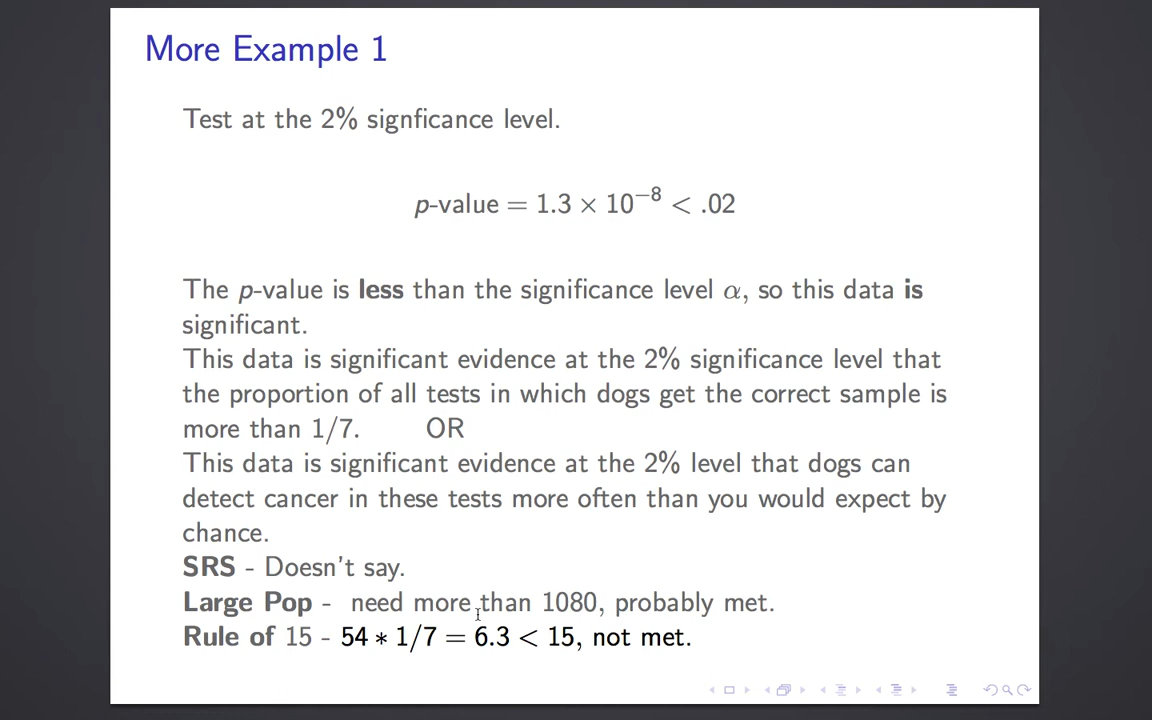 More Example 1
Test at the 2% signficance level.
p-value = 1.3 × 10⁻⁸ < .02
The p-value is less than the significance level α, so this data is
significant.
This data is significant evidence at the 2% significance level that
the proportion of all tests in which dogs get the correct sample is
more than 1/7. OR
This data is significant evidence at the 2% level that dogs can
detect cancer in these tests more often than you would expect by
chance.
SRS - Doesn't say.
Large Pop - need more than 1080, probably met.
Rule of 15 - 54 ∗ 1/7 = 6.3 < 15, not met.